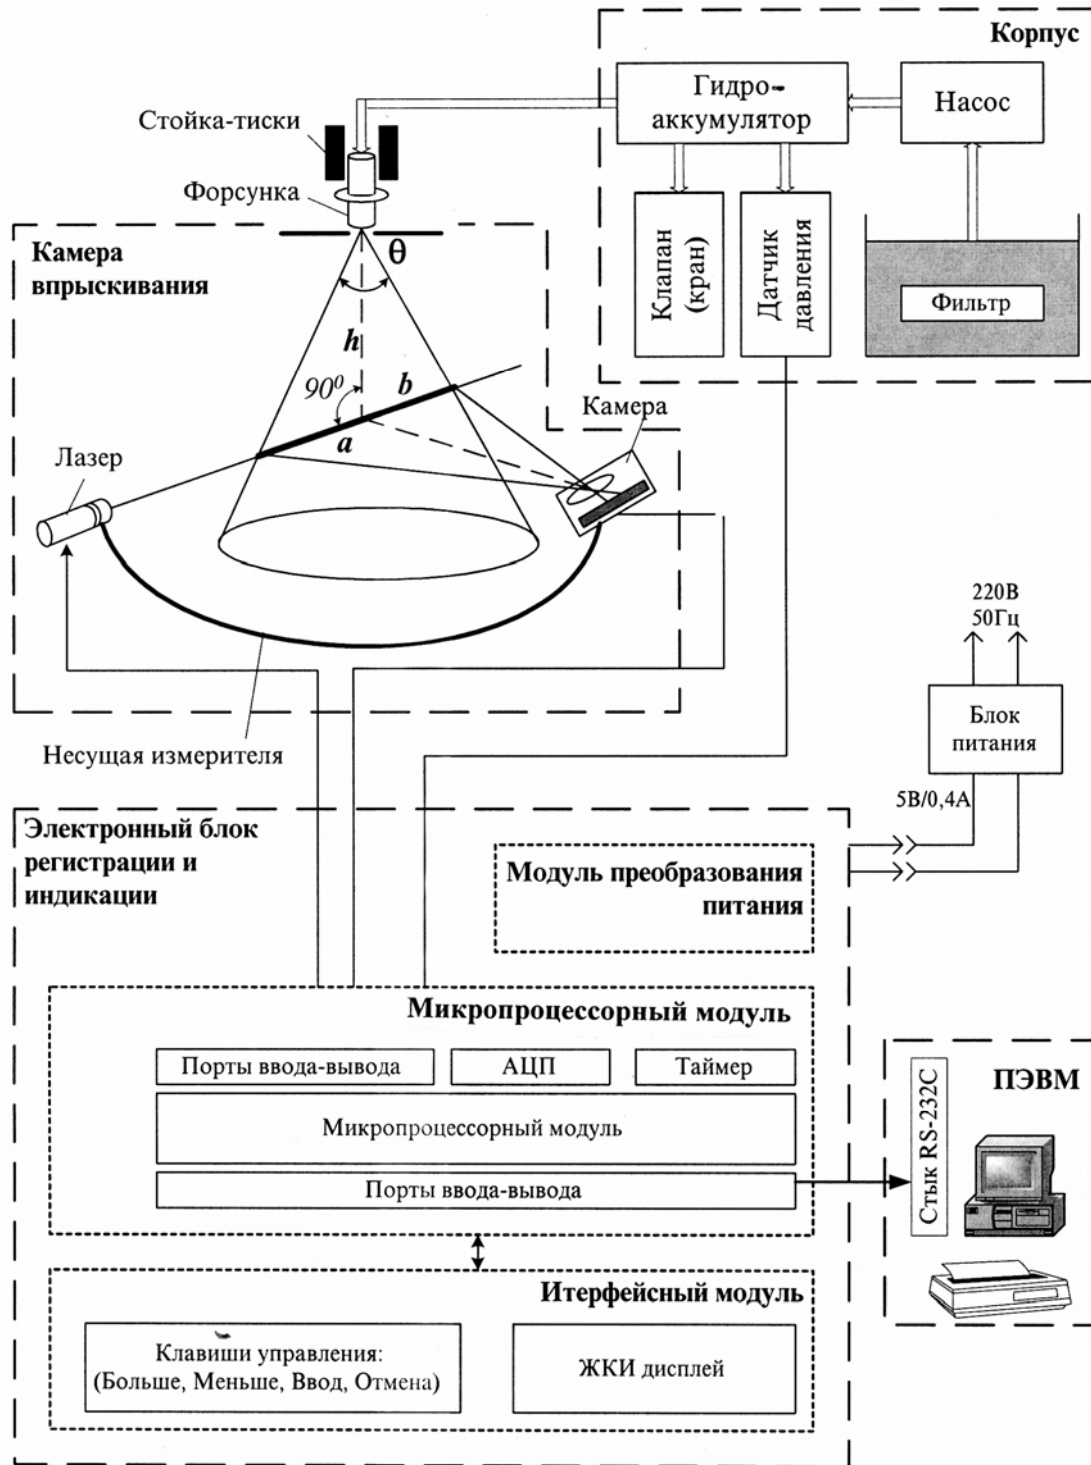 Корпус
Гидро-
аккумулятор
Насос
Стойка-тиски
Форсунка
Клапан
(кран)
Датчик
давления
Фильтр
Камера
впрыскивания
θ
h
90⁰
b
a
Камера
Лазер
Несущая измерителя
220В
50Гц
Блок
питания
5В/0,4А
Электронный блок
регистрации и
индикации
Модуль преобразования
питания
Микропроцессорный модуль
Порты ввода-вывода
АЦП
Таймер
Микропроцессорный модуль
Порты ввода-вывода
ПЭВМ
Стык RS-232C
Итерфейсный модуль
Клавиши управления:
(Больше, Меньше, Ввод, Отмена)
ЖКИ дисплей